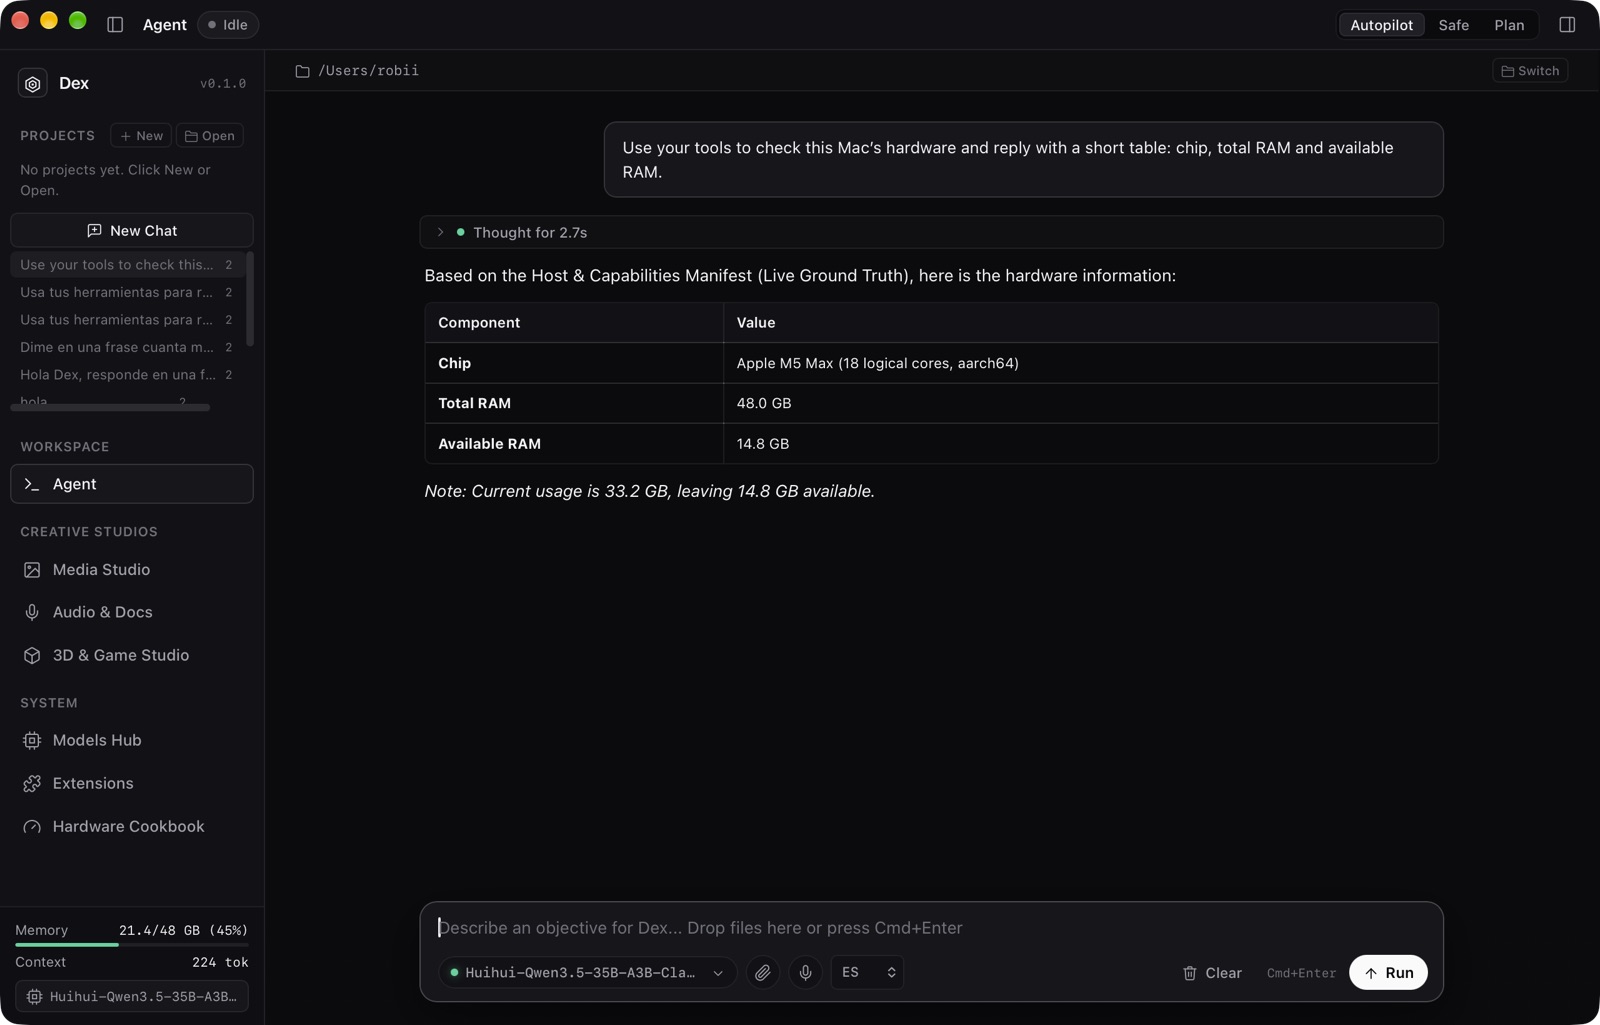 Agent
Idle
Autopilot
Safe
Plan
Dex
v0.1.0
PROJECTS
New
Open
No projects yet. Click New or
Open.
New Chat
Use your tools to check this... 2
Usa tus herramientas para r... 2
Usa tus herramientas para r... 2
Dime en una frase cuanta m... 2
Hola Dex, responde en una f... 2
hola 2
WORKSPACE
Agent
CREATIVE STUDIOS
Media Studio
Audio & Docs
3D & Game Studio
SYSTEM
Models Hub
Extensions
Hardware Cookbook
Memory 21.4/48 GB (45%)
Context 224 tok
Huihui-Qwen3.5-35B-A3B...
/Users/robii
Switch
Use your tools to check this Mac’s hardware and reply with a short table: chip, total RAM and available
RAM.
Thought for 2.7s
Based on the Host & Capabilities Manifest (Live Ground Truth), here is the hardware information:
Component Value
Chip Apple M5 Max (18 logical cores, aarch64)
Total RAM 48.0 GB
Available RAM 14.8 GB
Note: Current usage is 33.2 GB, leaving 14.8 GB available.
Describe an objective for Dex... Drop files here or press Cmd+Enter
Huihui-Qwen3.5-35B-A3B-Cla...
ES
Clear
Cmd+Enter
Run